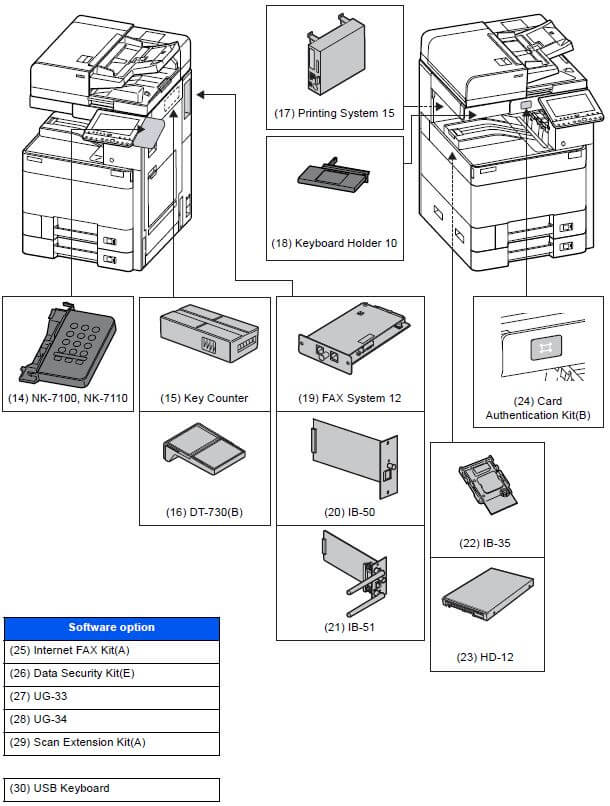 (17) Printing System 15
(18) Keyboard Holder 10
(14) NK-7100, NK-7110
(15) Key Counter
(19) FAX System 12
(24) Card
Authentication Kit(B)
(16) DT-730(B)
(20) IB-50
(22) IB-35
(21) IB-51
(23) HD-12
Software option
(25) Internet FAX Kit(A)
(26) Data Security Kit(E)
(27) UG-33
(28) UG-34
(29) Scan Extension Kit(A)
(30) USB Keyboard